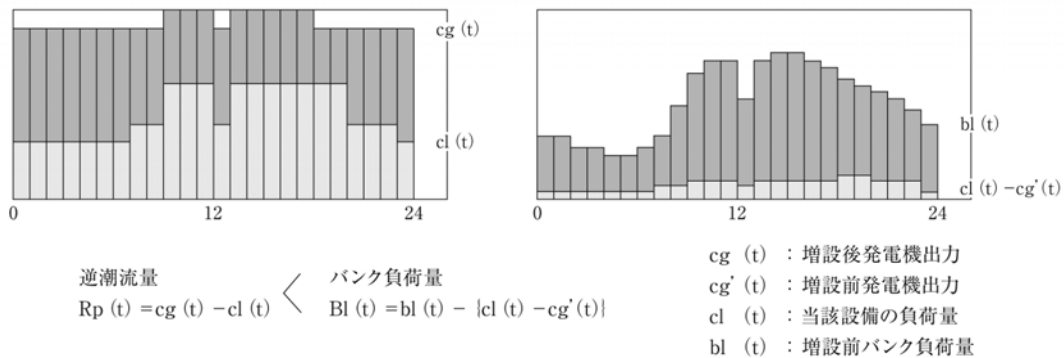 cg (t)
cl (t)
0 12 24
bl (t)
cl (t) −cg’(t)
0 12 24
逆潮流量 < バンク負荷量
Rp (t) =cg (t) −cl (t) Bl (t) =bl (t) − {cl (t) −cg’(t)}
cg (t) ：増設後発電機出力
cg’ (t) ：増設前発電機出力
cl (t) ：当該設備の負荷量
bl (t) ：増設前バンク負荷量